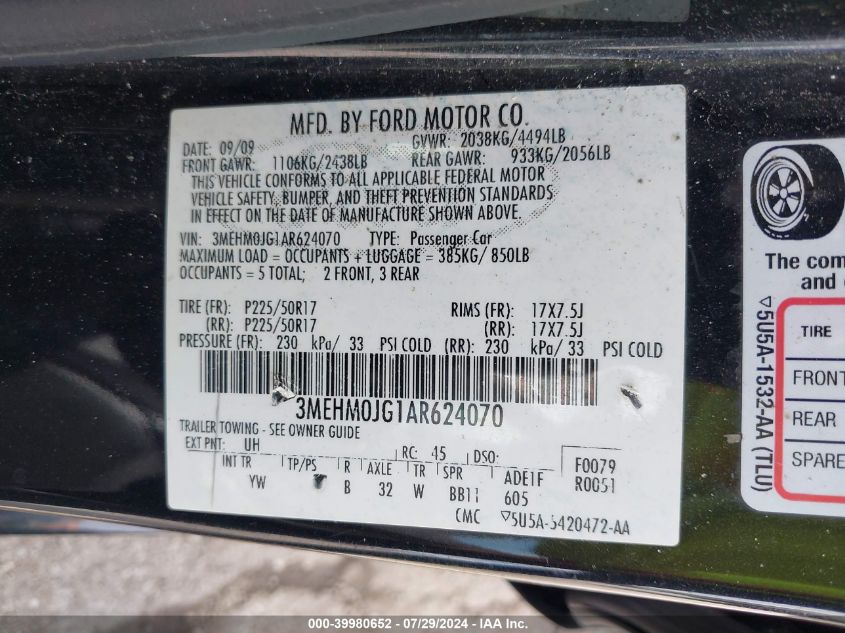 MFD. BY FORD MOTOR CO.
DATE: 09/09 GVWR: 2038KG/4494LB
FRONT GAWR: 1106KG/2438LB REAR GAWR: 933KG/2056LB
THIS VEHICLE CONFORMS TO ALL APPLICABLE FEDERAL MOTOR
VEHICLE SAFETY, BUMPER, AND THEFT PREVENTION STANDARDS
IN EFFECT ON THE DATE OF MANUFACTURE SHOWN ABOVE.
VIN: 3MEHM0JG1AR624070 TYPE: Passenger Car
MAXIMUM LOAD = OCCUPANTS + LUGGAGE = 385KG/ 850LB
OCCUPANTS = 5 TOTAL; 2 FRONT, 3 REAR
TIRE (FR): P225/50R17 RIMS (FR): 17X7.5J
(RR): P225/50R17 (RR): 17X7.5J
PRESSURE (FR): 230 kPa/ 33 PSI COLD (RR): 230 kPa/ 33 PSI COLD
3MEHM0JG1AR624070
TRAILER TOWING - SEE OWNER GUIDE
EXT PNT: UH RC: 45 DSO: F0079
INT TR TP/PS R AXLE TR SPR ADE1F R0051
YW B 32 W BB11 605
CMC ▽5U5A-5420472-AA
The com
and
▽5U5A-1532-AA (TLU)
TIRE
FRONT
REAR
SPARE
000-39980652 - 07/29/2024 - © IAA Holdings, LLC.